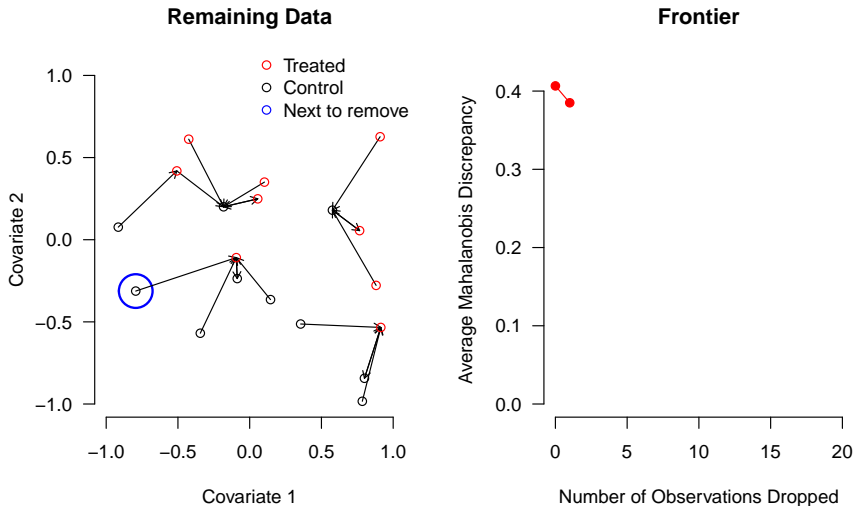 Remaining Data
Treated
Control
Next to remove
1.0
0.5
0.0
−0.5
−1.0
Covariate 2
−1.0
−0.5
0.0
0.5
1.0
Covariate 1
Frontier
0.4
0.3
0.2
0.1
0.0
Average Mahalanobis Discrepancy
0
5
10
15
20
Number of Observations Dropped